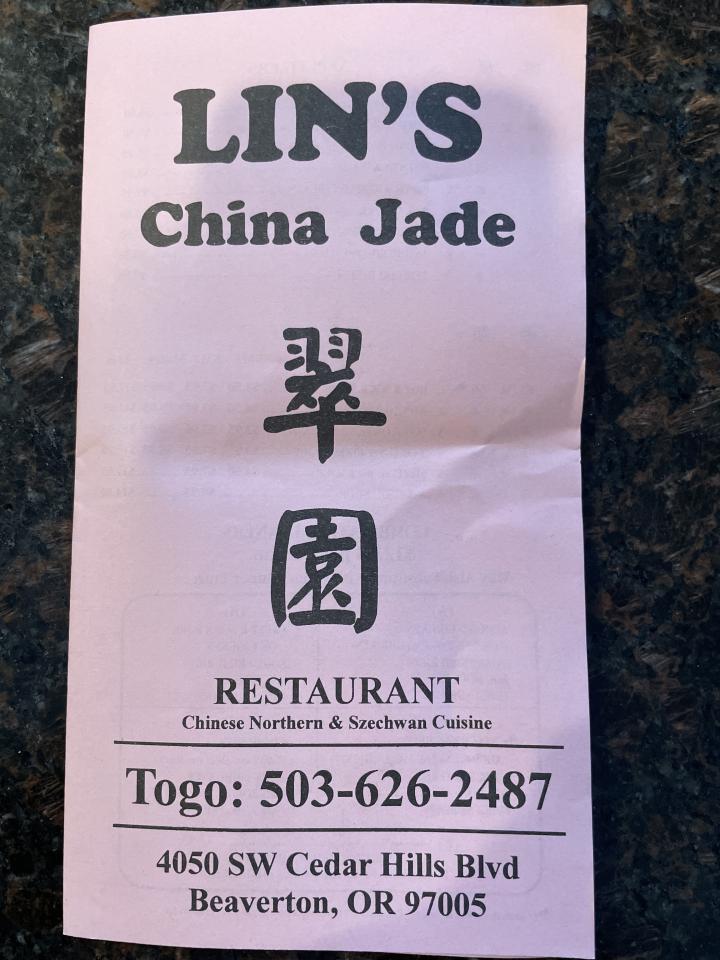 LIN'S
China Jade
翠
園
RESTAURANT
Chinese Northern & Szechwan Cuisine
Togo: 503-626-2487
4050 SW Cedar Hills Blvd
Beaverton, OR 97005